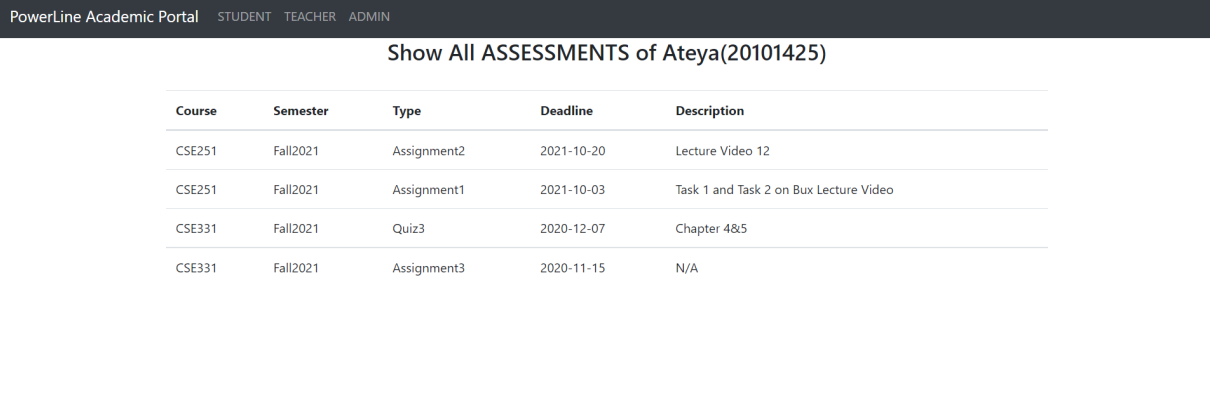 PowerLine Academic Portal STUDENT TEACHER ADMIN
Show All ASSESSMENTS of Ateya(20101425)
Course Semester Type Deadline Description
CSE251 Fall2021 Assignment2 2021-10-20 Lecture Video 12
CSE251 Fall2021 Assignment1 2021-10-03 Task 1 and Task 2 on Bux Lecture Video
CSE331 Fall2021 Quiz3 2020-12-07 Chapter 4&5
CSE331 Fall2021 Assignment3 2020-11-15 N/A